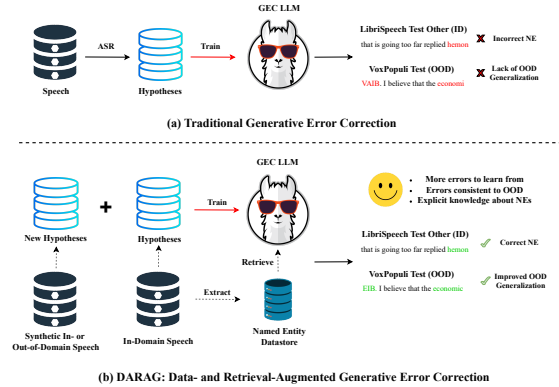 GEC LLM
LibriSpeech Test Other (ID)
that is going too far replied hemon
Incorrect NE
ASR
Train
VoxPopuli Test (OOD)
VAIB. I believe that the economi
Lack of OOD
Generalization
Speech
Hypotheses
(a) Traditional Generative Error Correction
GEC LLM
More errors to learn from
Errors consistent to OOD
Explicit knowledge about NEs
+
Train
New Hypotheses
Hypotheses
LibriSpeech Test Other (ID)
that is going too far replied hemon
Correct NE
Retrieve
VoxPopuli Test (OOD)
EIB. I believe that the economic
Improved OOD
Generalization
Extract
Synthetic In- or
Out-of-Domain Speech
In-Domain Speech
Named Entity
Datastore
(b) DARAG: Data- and Retrieval-Augmented Generative Error Correction